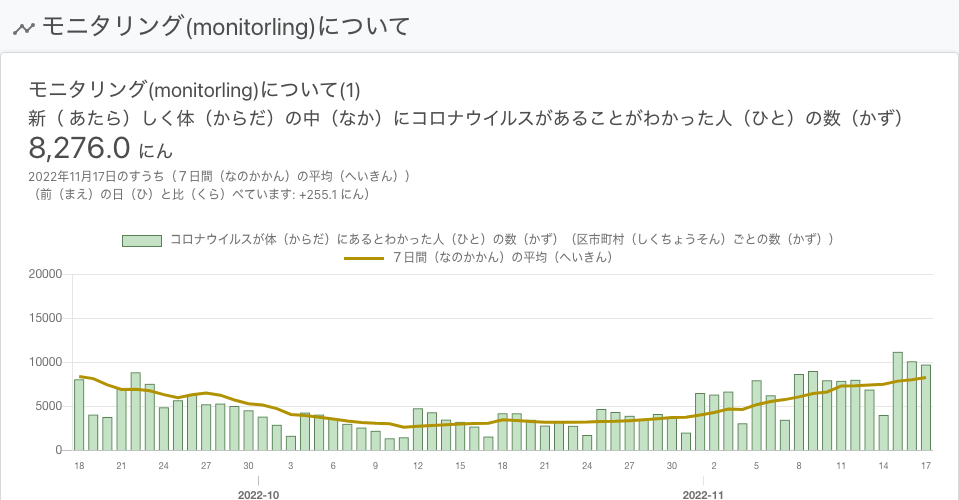 モニタリング(monitorling)について
モニタリング(monitorling)について(1)
新（ あたら）しく体（からだ）の中（なか）にコロナウイルスがあることがわかった人（ひと）の数（かず）
8,276.0 にん
2022年11月17日のすうち（７日間（なのかかん）の平均（へいきん））
（前（まえ）の日（ひ）と比（くら）べています: +255.1 にん）
コロナウイルスが体（からだ）にあるとわかった人（ひと）の数（かず）（区市町村（しくちょうそん）ごとの数（かず））
７日間（なのかかん）の平均（へいきん）
20000
15000
10000
5000
0
18 21 24 27 30 3 6 9 12 15 18 21 24 27 30 2 5 8 11 14 17
2022-10 2022-11